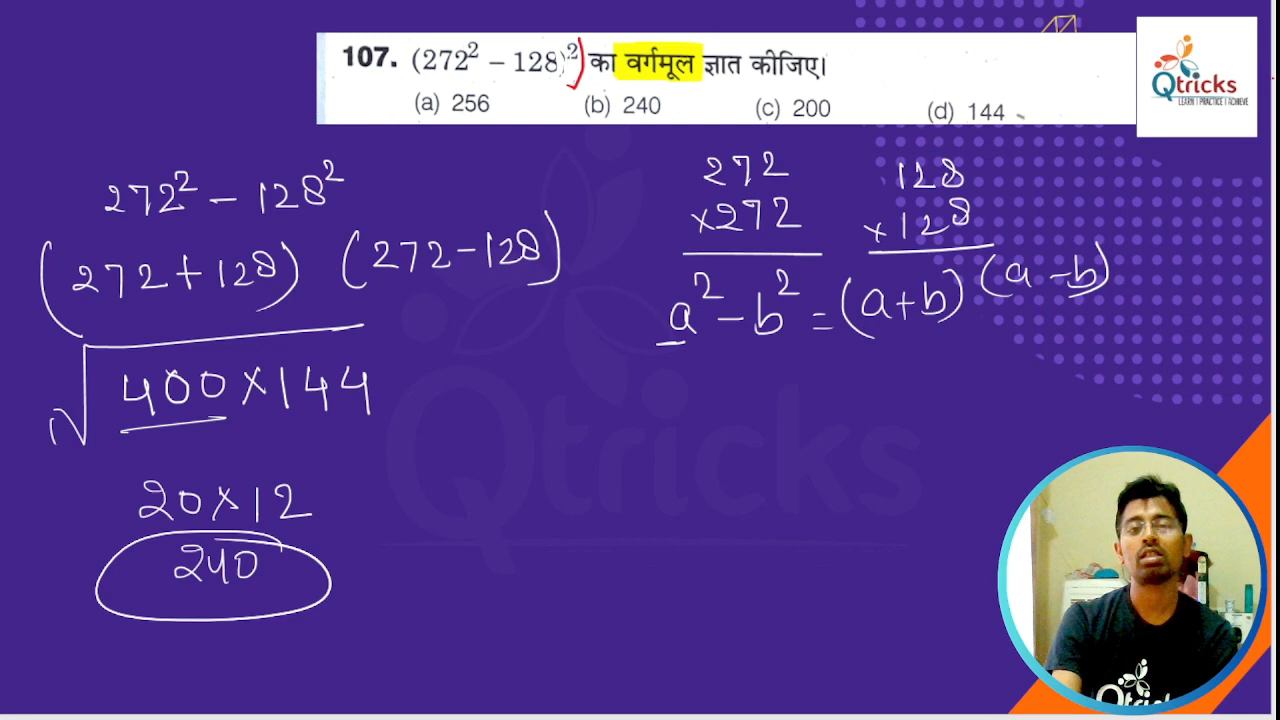 107. (272² – 128)² का वर्गमूल ज्ञात कीजिए।
(a) 256 (b) 240 (c) 200 (d) 144
Qtricks
LEARN | PRACTICE | ACHIEVE
272² – 128²
(272+128) (272–128)
√400×144
20×12
240
272
×272
128
×128
a² – b² = (a+b) (a–b)
Qtricks